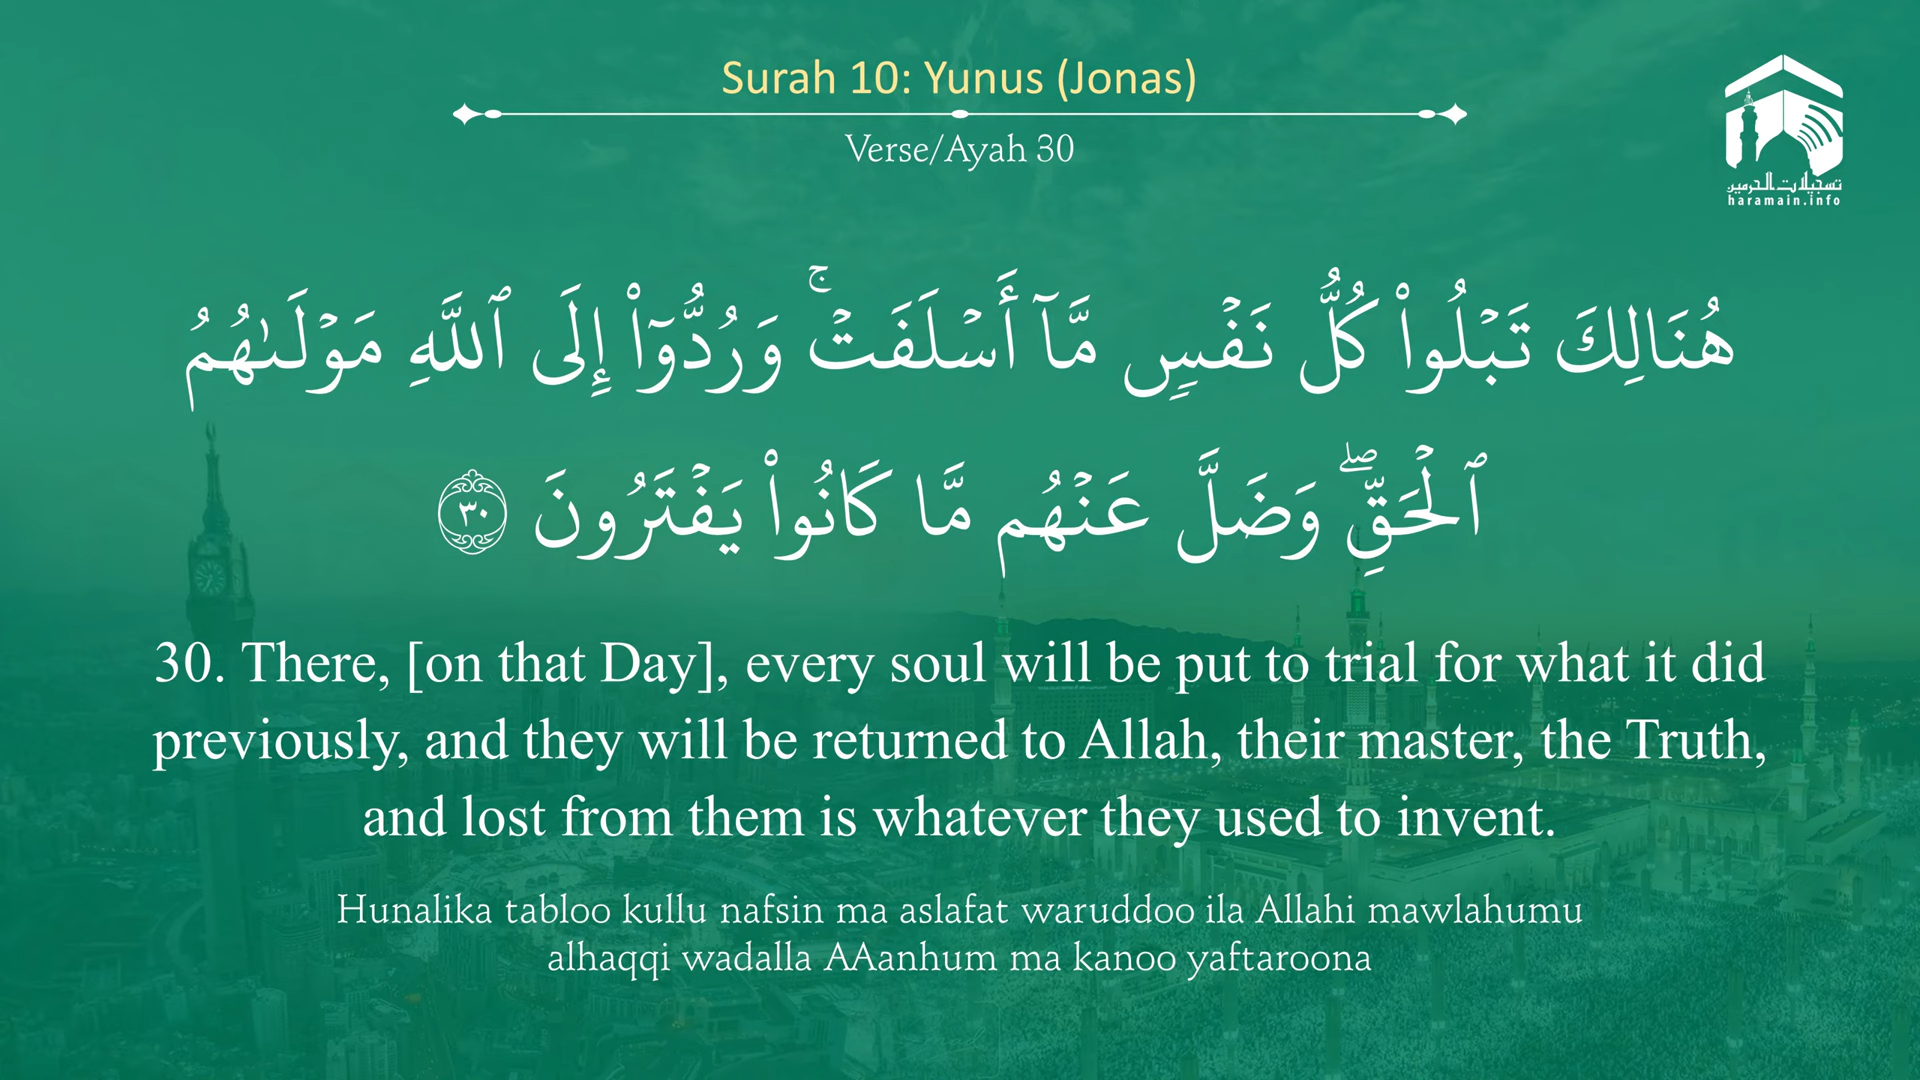 Surah 10: Yunus (Jonas)
Verse/Ayah 30
تسجيلات الحرمين
haramain.info
هُنَالِكَ تَبۡلُواْ كُلُّ نَفۡسٖ مَّآ أَسۡلَفَتۡۚ وَرُدُّوٓاْ إِلَى ٱللَّهِ مَوۡلَىٰهُمُ
ٱلۡحَقِّۖ وَضَلَّ عَنۡهُم مَّا كَانُواْ يَفۡتَرُونَ ٣٠
30. There, [on that Day], every soul will be put to trial for what it did
previously, and they will be returned to Allah, their master, the Truth,
and lost from them is whatever they used to invent.
Hunalika tabloo kullu nafsin ma aslafat waruddoo ila Allahi mawlahumu
alhaqqi wadalla AAanhum ma kanoo yaftaroona